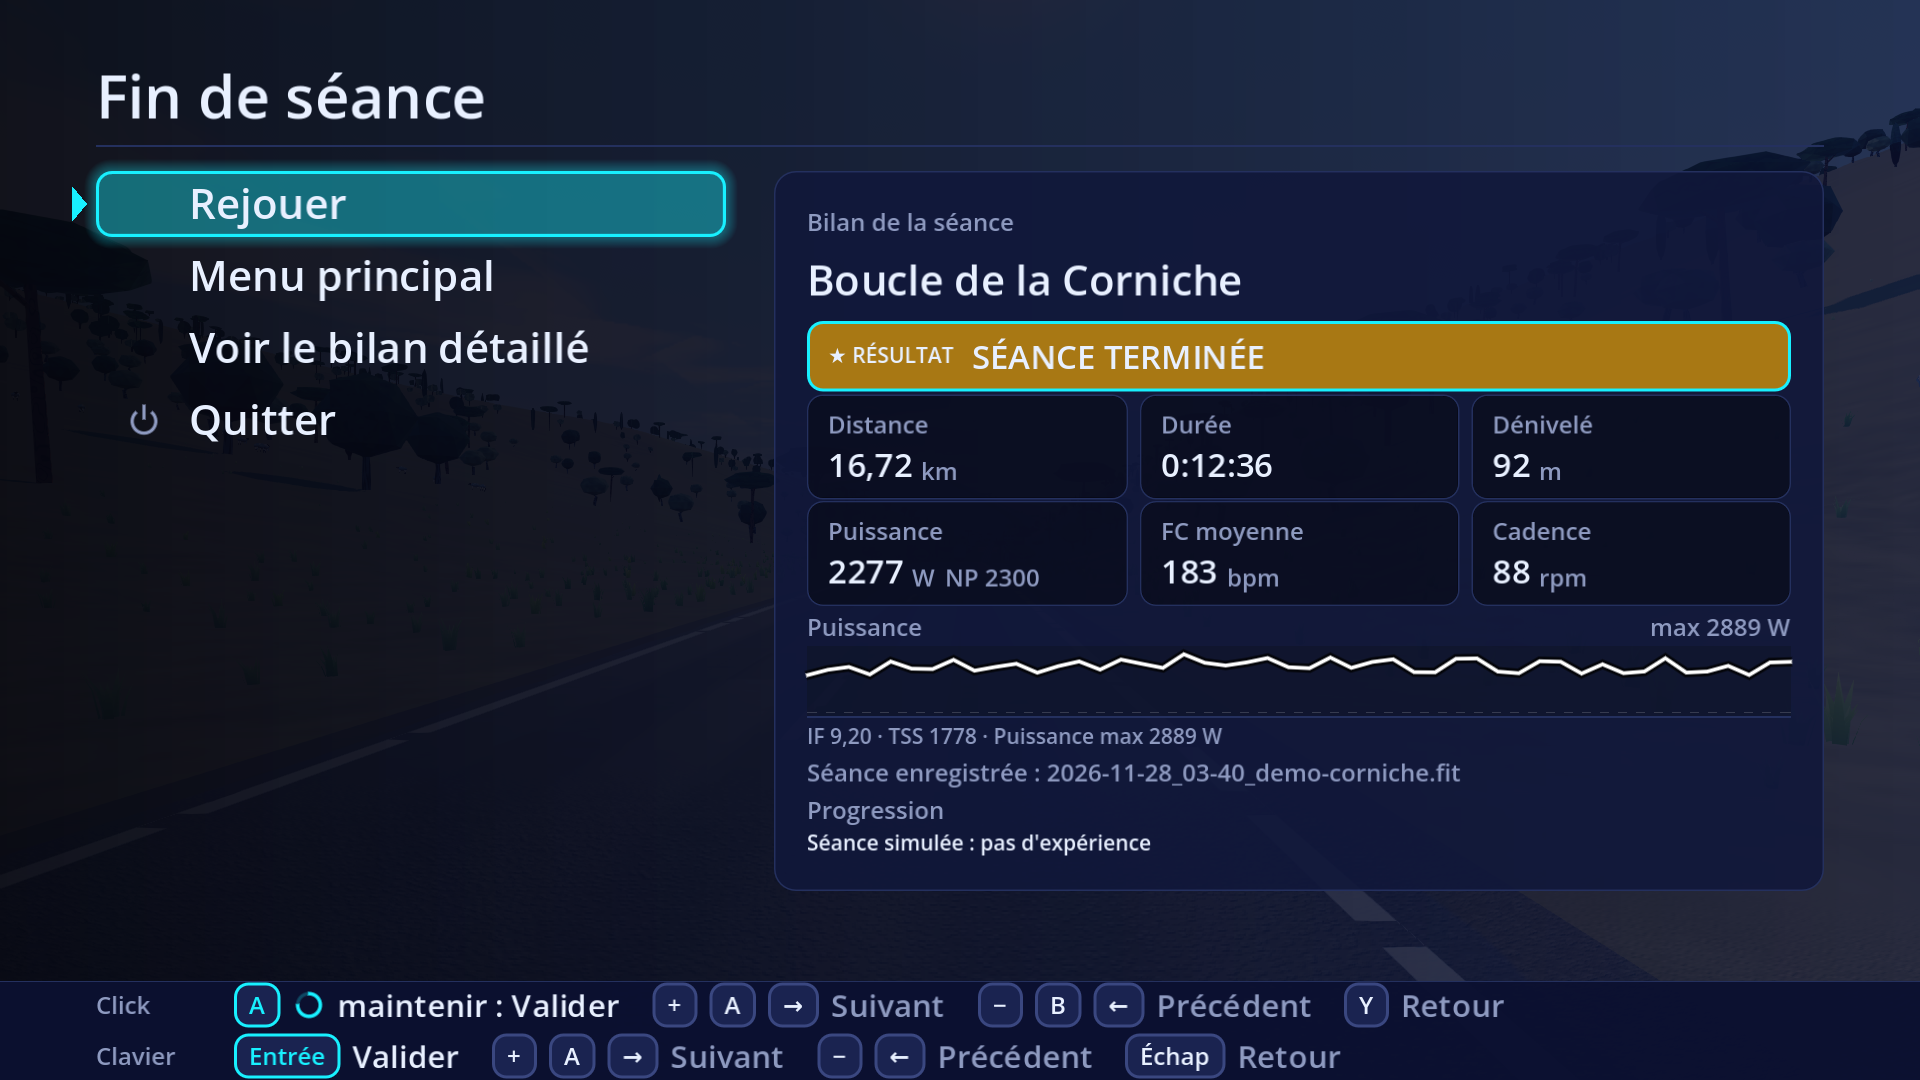 Fin de séance
Rejouer
Menu principal
Voir le bilan détaillé
Quitter
Bilan de la séance
Boucle de la Corniche
★ RÉSULTAT SÉANCE TERMINÉE
Distance
16,72 km
Durée
0:12:36
Dénivelé
92 m
Puissance
2277 W NP 2300
FC moyenne
183 bpm
Cadence
88 rpm
Puissance max 2889 W
IF 9,20 · TSS 1778 · Puissance max 2889 W
Séance enregistrée : 2026-11-28_03-40_demo-corniche.fit
Progression
Séance simulée : pas d'expérience
Click A maintenir : Valider + A → Suivant − B ← Précédent Y Retour
Clavier Entrée Valider + A → Suivant − ← Précédent Échap Retour